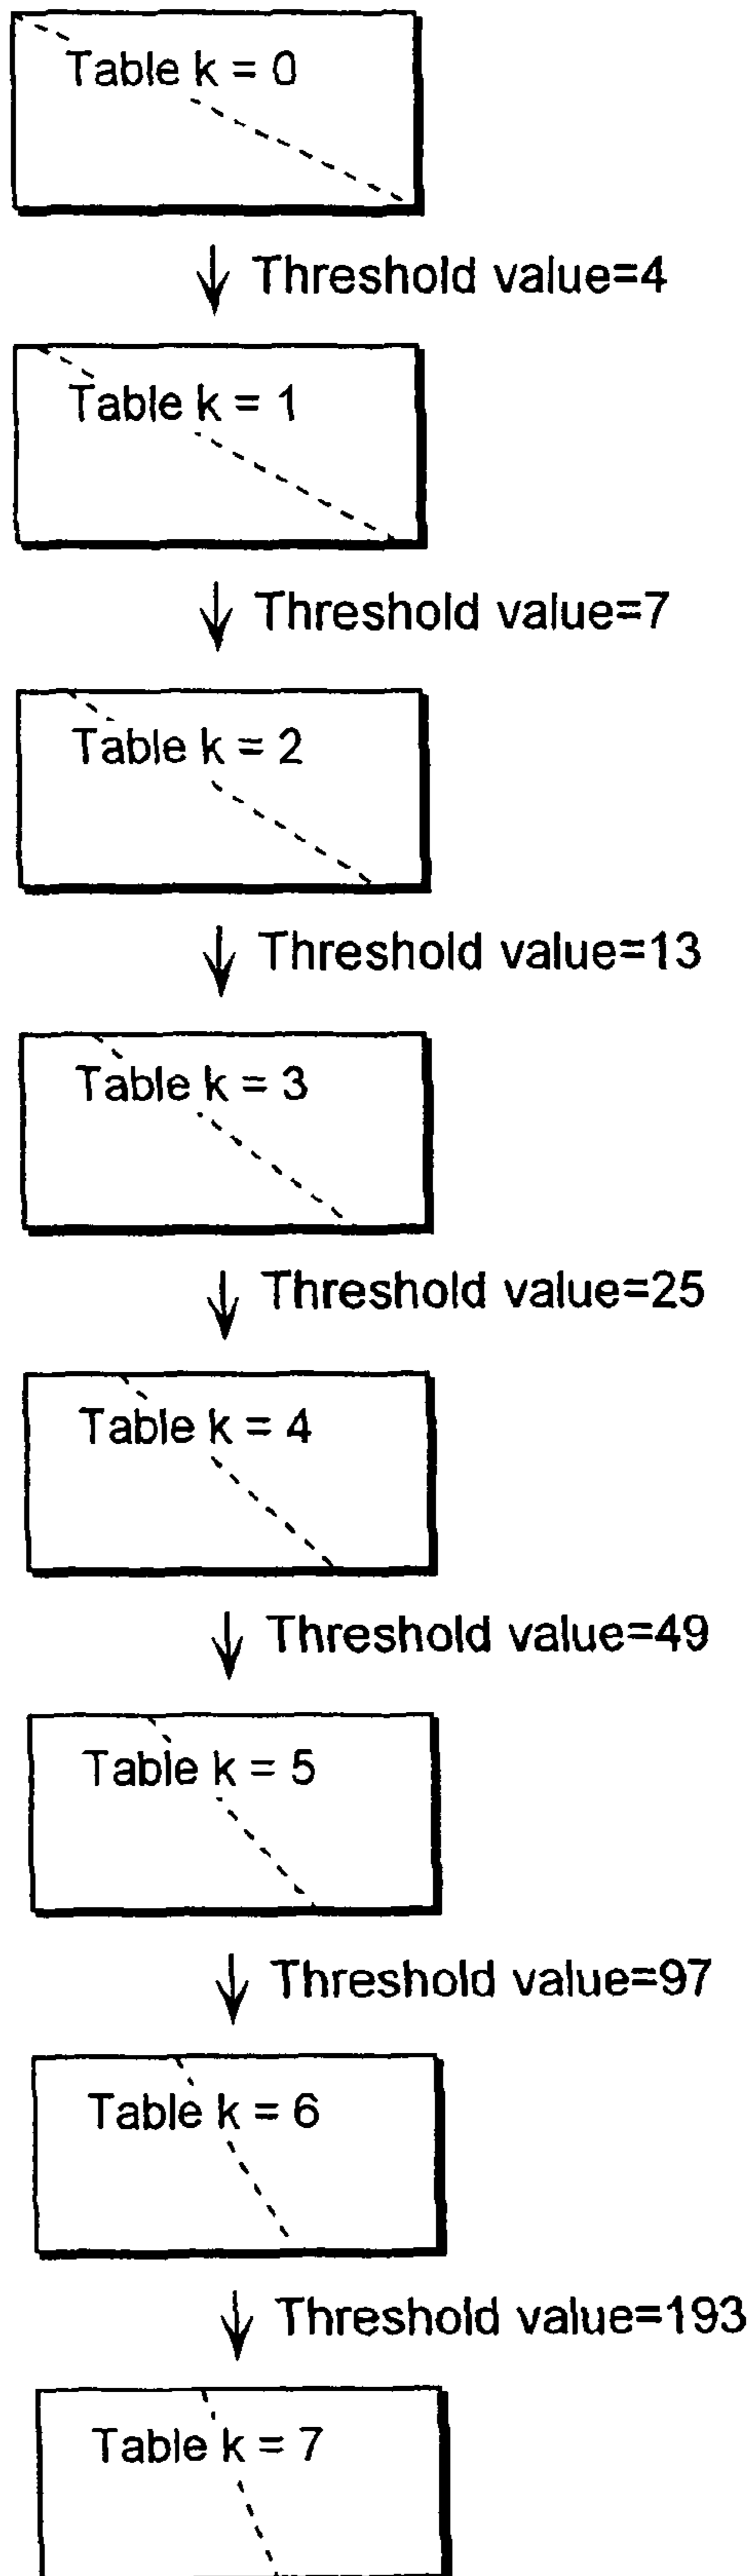 Table k = 0
Threshold value=4
Table k = 1
Threshold value=7
Table k = 2
Threshold value=13
Table k = 3
Threshold value=25
Table k = 4
Threshold value=49
Table k = 5
Threshold value=97
Table k = 6
Threshold value=193
Table k = 7